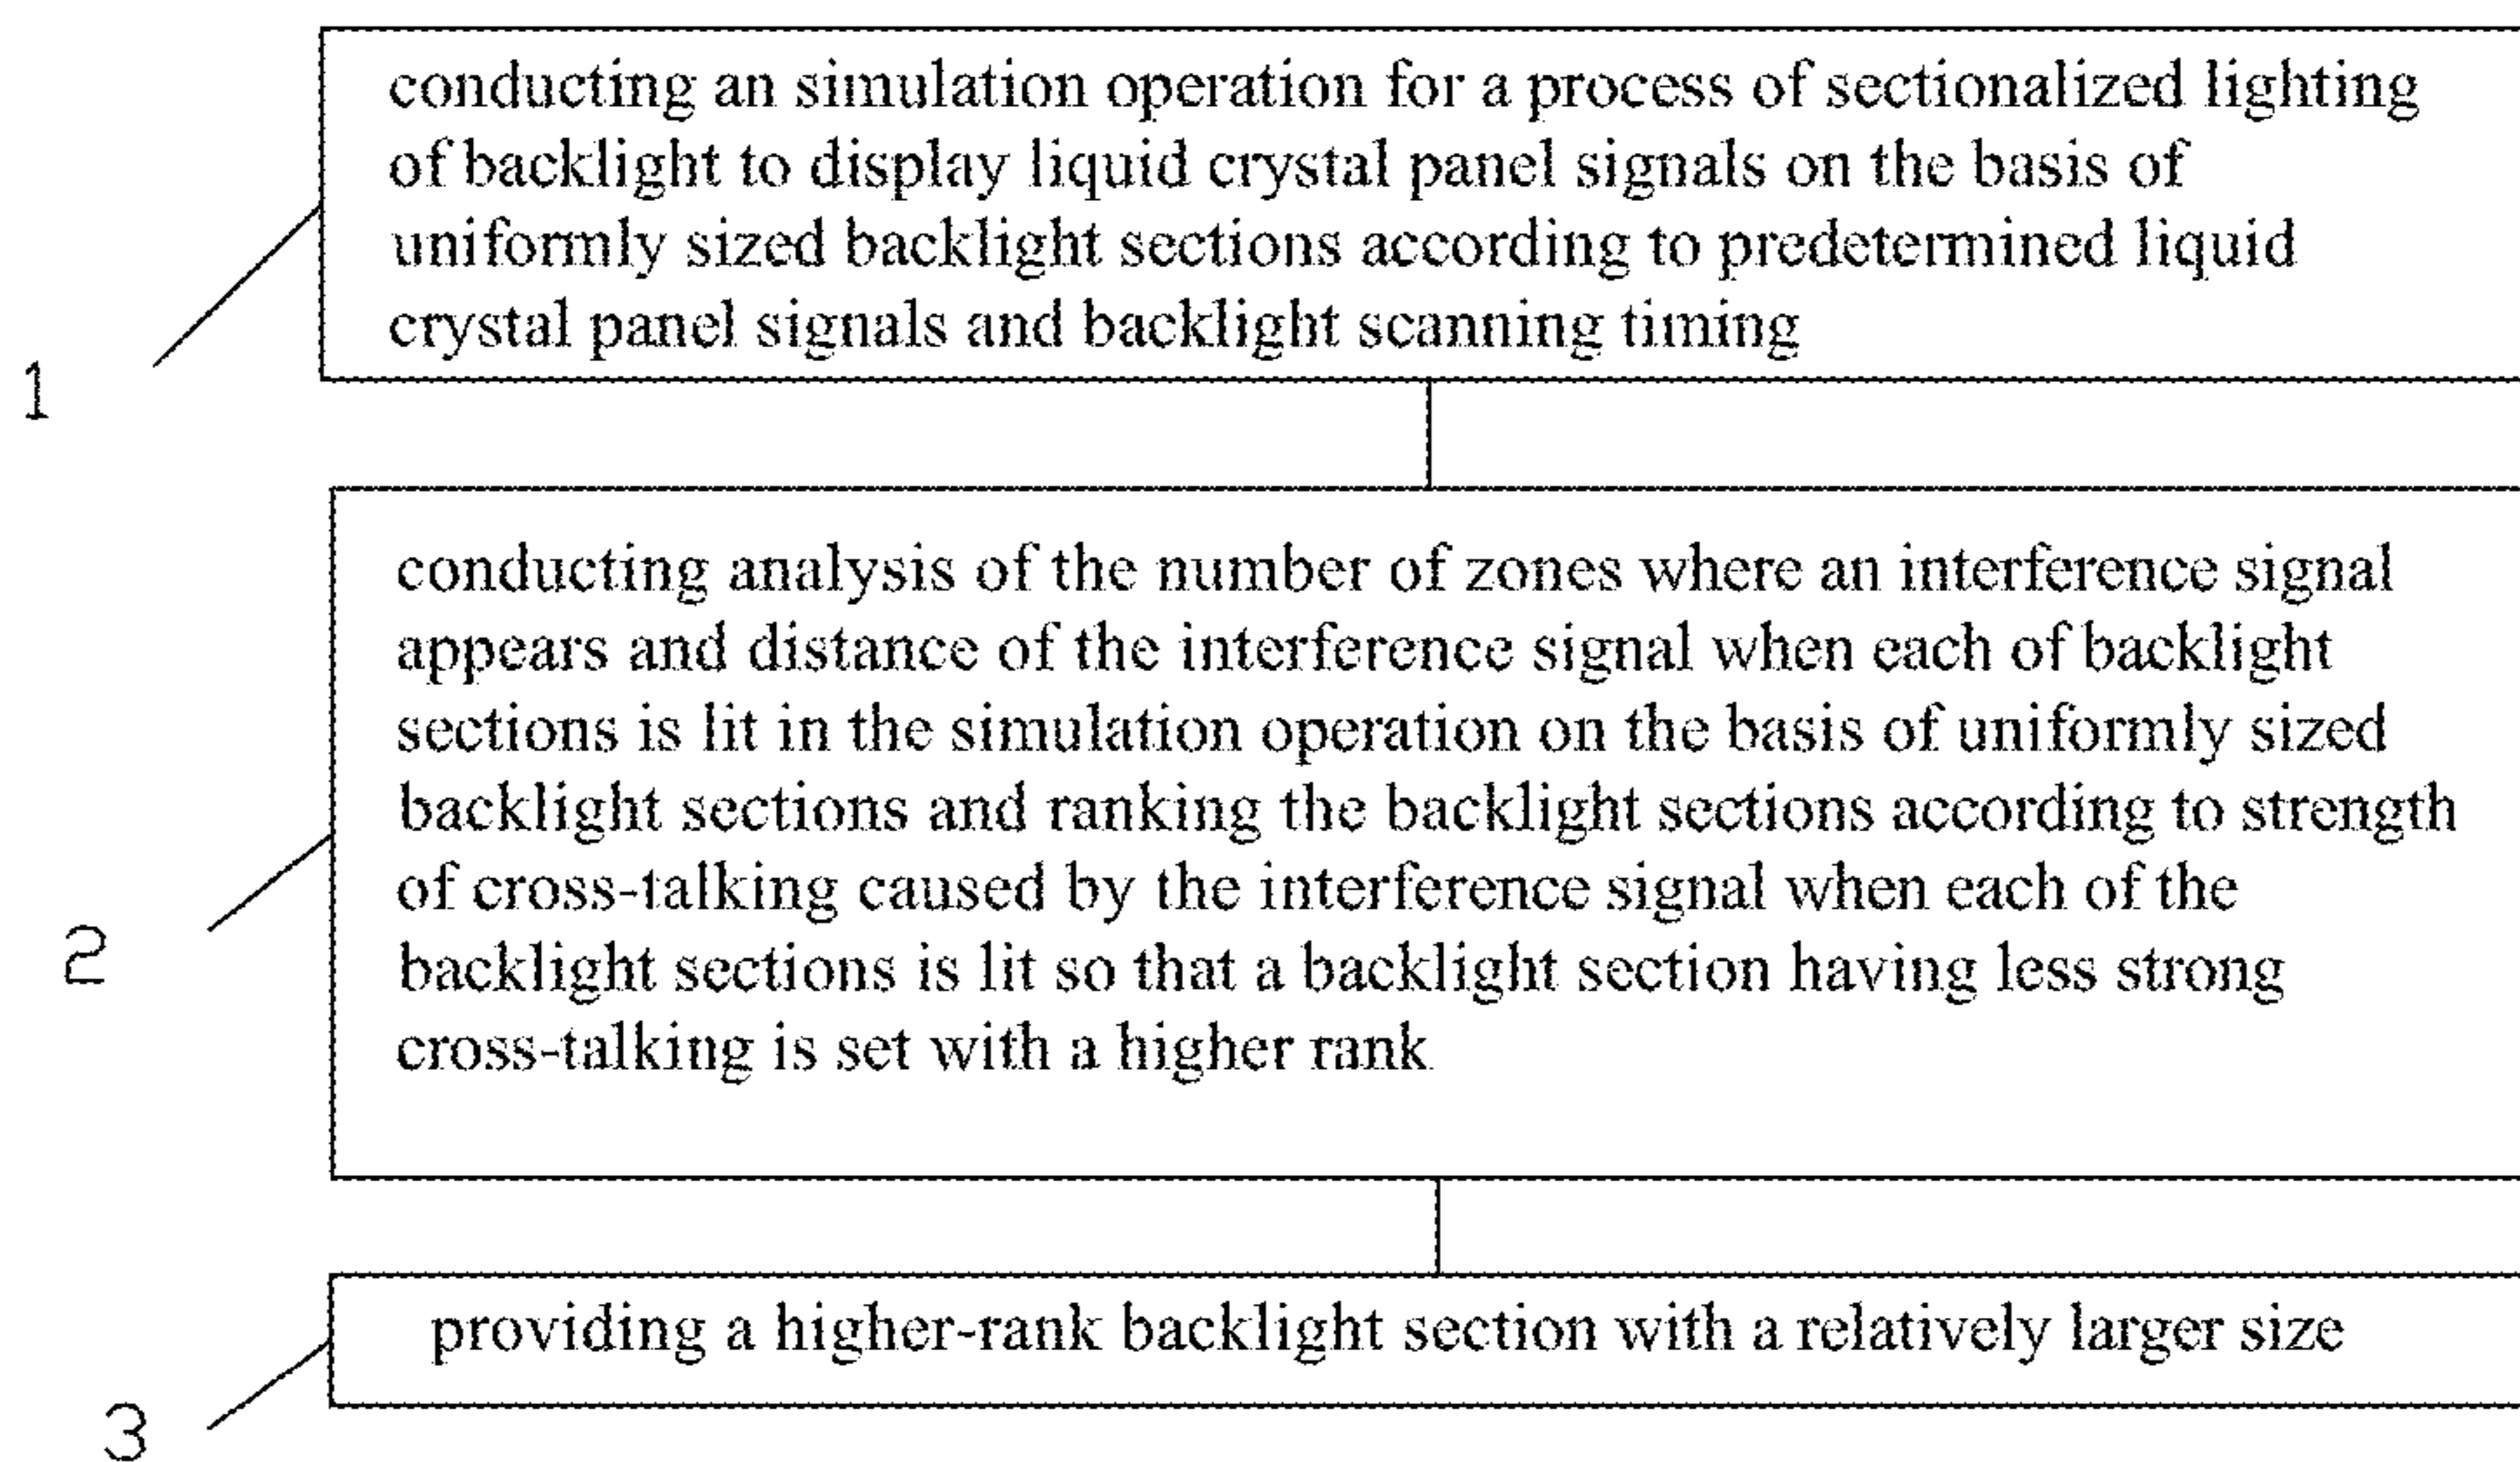 conducting an simulation operation for a process of sectionalized lighting
of backlight to display liquid crystal panel signals on the basis of
uniformly sized backlight sections according to predetermined liquid
crystal panel signals and backlight scanning timing
1
conducting analysis of the number of zones where an interference signal
appears and distance of the interference signal when each of backlight
sections is lit in the simulation operation on the basis of uniformly sized
backlight sections and ranking the backlight sections according to strength
of cross-talking caused by the interference signal when each of the
backlight sections is lit so that a backlight section having less strong
cross-talking is set with a higher rank
2
providing a higher-rank backlight section with a relatively larger size
3